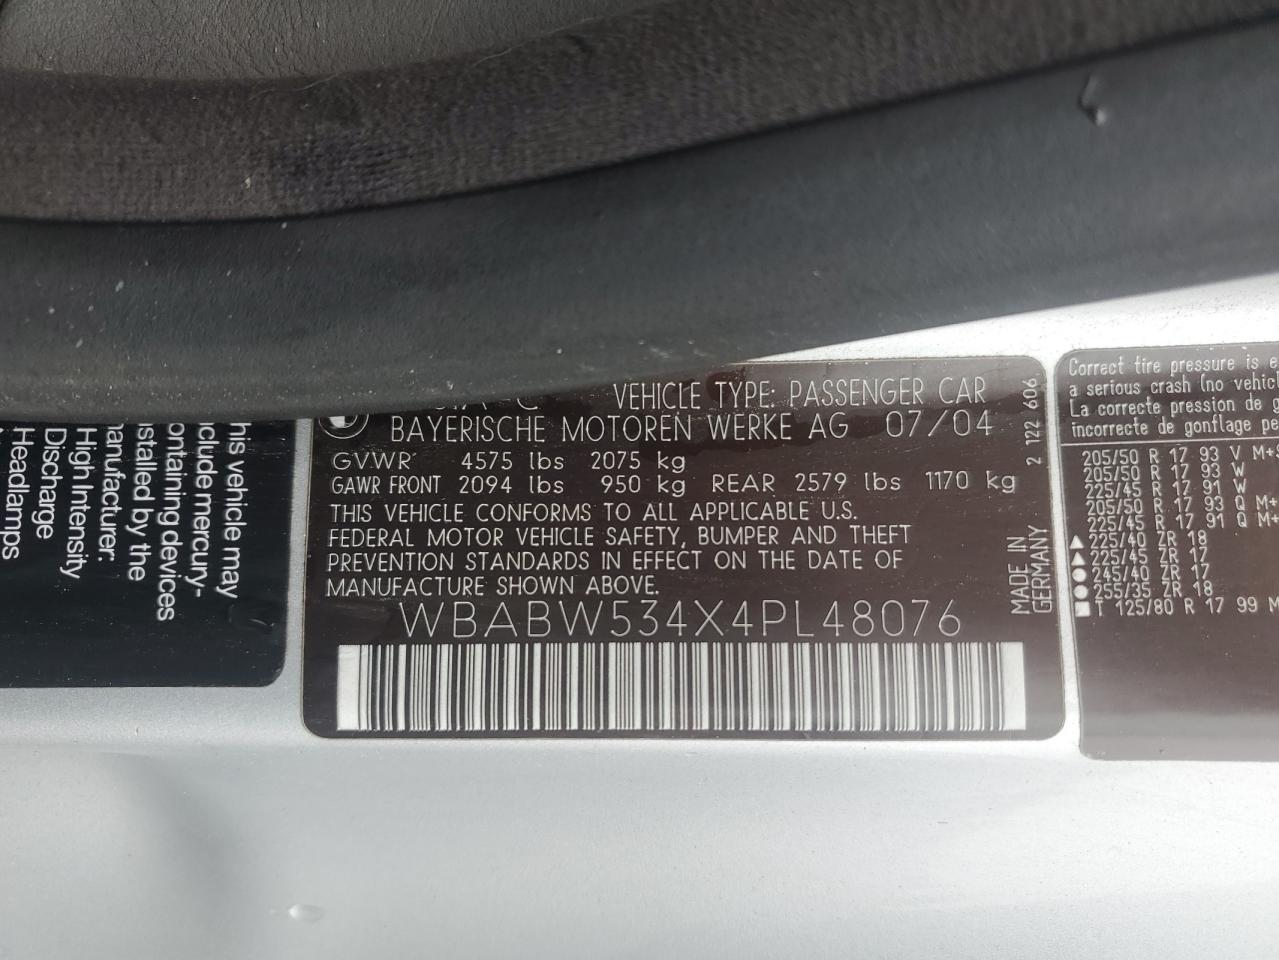 his vehicle may
clude mercury-
ontaining devices
stalled by the
anufacturer:
High Intensity
Discharge
Headlamps
VEHICLE TYPE: PASSENGER CAR
BAYERISCHE MOTOREN WERKE AG 07/04
GVWR 4575 lbs 2075 kg
GAWR FRONT 2094 lbs 950 kg REAR 2579 lbs 1170 kg
THIS VEHICLE CONFORMS TO ALL APPLICABLE U.S.
FEDERAL MOTOR VEHICLE SAFETY, BUMPER AND THEFT
PREVENTION STANDARDS IN EFFECT ON THE DATE OF
MANUFACTURE SHOWN ABOVE.
WBABW534X4PL48076
2 122 606
MADE IN
GERMANY
Correct tire pressure is e
a serious crash (no vehicl
La correcte pression de g
incorrecte de gonflage pe
205/50 R 17 93 V M+S
205/50 R 17 93 W
225/45 R 17 91 W
205/50 R 17 93 Q M+
225/45 R 17 91 Q M+
225/40 ZR 18
225/45 ZR 17
245/40 ZR 17
255/35 ZR 18
T 125/80 R 17 99 M